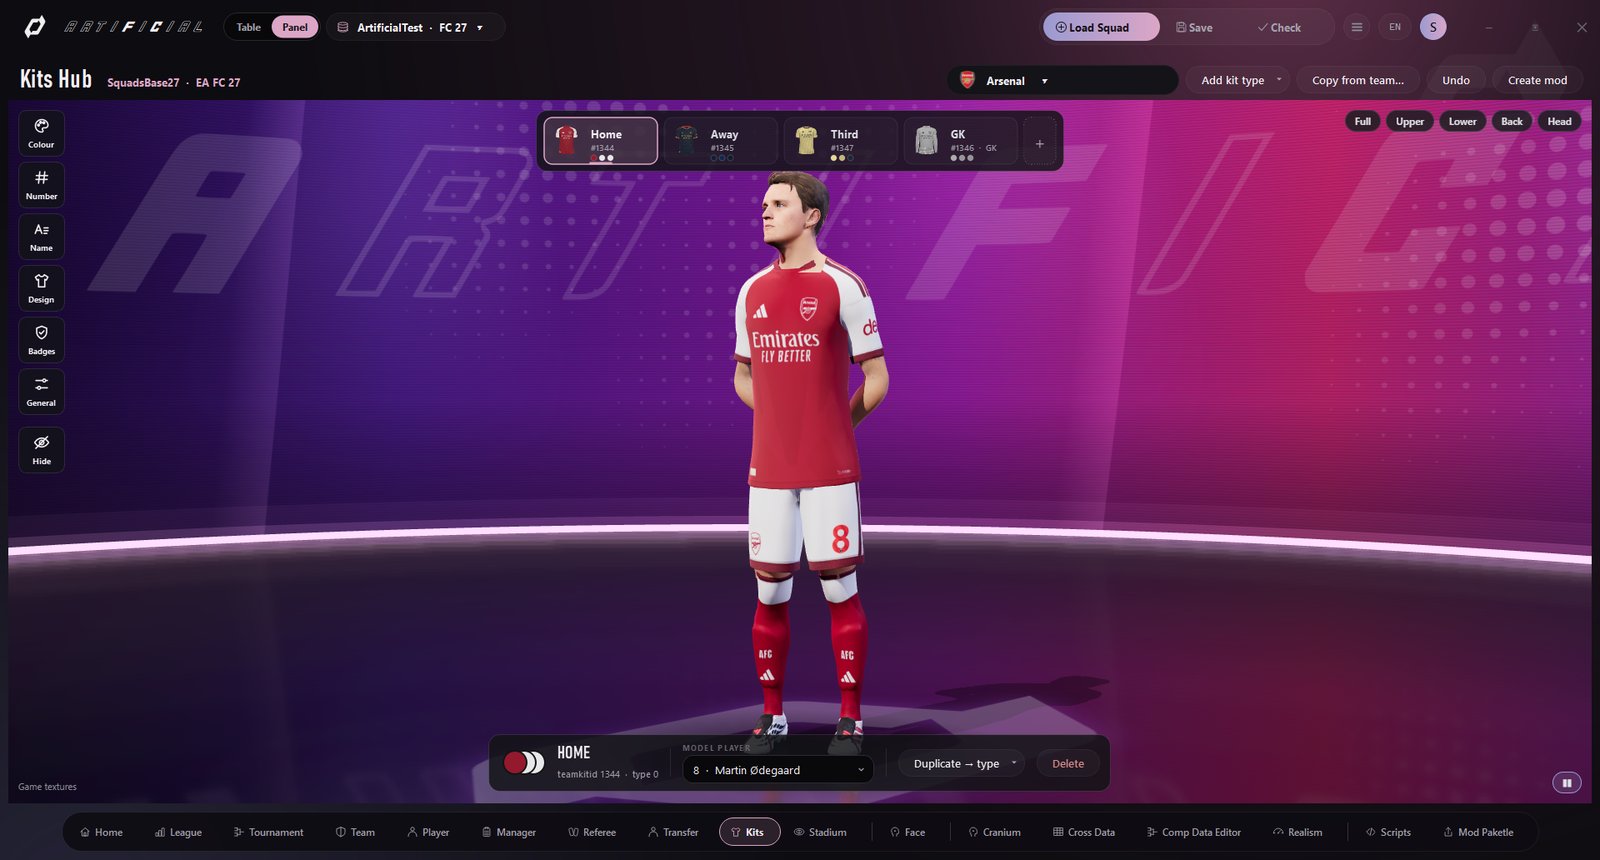 ARTIFICIAL
Table
Panel
ArtificialTest · FC 27
Load Squad
Save
Check
EN
S
Kits Hub
SquadsBase27 · EA FC 27
Arsenal
Add kit type
Copy from team...
Undo
Create mod
Colour
Number
Name
Design
Badges
General
Hide
Home
#1344
Away
#1345
Third
#1347
GK
#1346 · GK
+
Full
Upper
Lower
Back
Head
ARTIFIC
Emirates
FLY BETTER
de
8
AFC
AFC
HOME
teamkitid 1344 · type 0
MODEL PLAYER
8 · Martin Ødegaard
Duplicate → type
Delete
Game textures
Home
League
Tournament
Team
Player
Manager
Referee
Transfer
Kits
Stadium
Face
Cranium
Cross Data
Comp Data Editor
Realism
Scripts
Mod Paketle